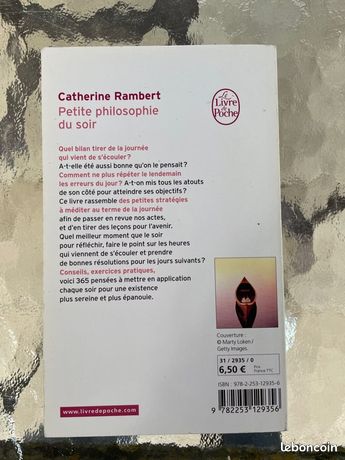 Catherine Rambert
Petite philosophie
du soir
Le
Livre
de
Poche
Quel bilan tirer de la journée
qui vient de s'écouler ?
A-t-elle été aussi bonne qu'on le pensait ?
Comment ne plus répéter le lendemain
les erreurs du jour ? A-t-on mis tous les atouts
de son côté pour atteindre ses objectifs ?
Ce livre rassemble des petites stratégies
à méditer au terme de la journée
afin de passer en revue nos actes,
et d'en tirer des leçons pour l'avenir.
Quel meilleur moment que le soir
pour réfléchir, faire le point sur les heures
qui viennent de s'écouler et prendre
de bonnes résolutions pour les jours suivants ?
Conseils, exercices pratiques,
voici 365 pensées à mettre en application
chaque soir pour une existence
plus sereine et plus épanouie.
Couverture :
© Marty Loken /
Getty Images.
31 / 2935 / 0
6,50 €
Prix
France TTC
ISBN : 978-2-253-12935-6
9 782253 129356
www.livredepoche.com
leboncoin